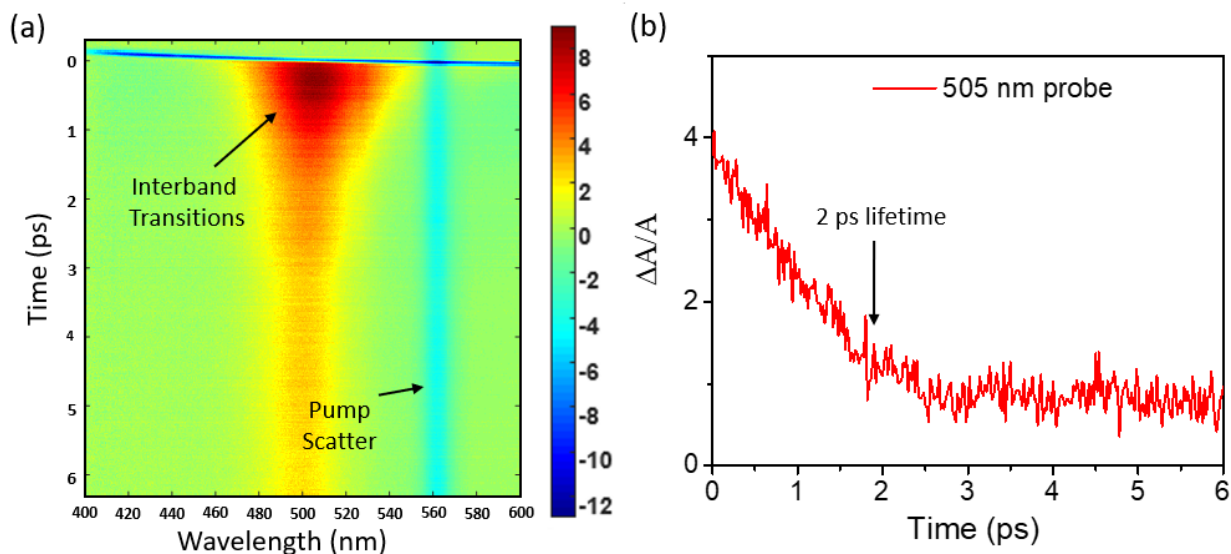 (a)
Time (ps)
0
1
2
3
4
5
6
Interband
Transitions
Pump
Scatter
400 420 440 460 480 500 520 540 560 580 600
Wavelength (nm)
8
6
4
2
0
-2
-4
-6
-8
-10
-12
(b)
ΔA/A
4
2
0
505 nm probe
2 ps lifetime
0 1 2 3 4 5 6
Time (ps)